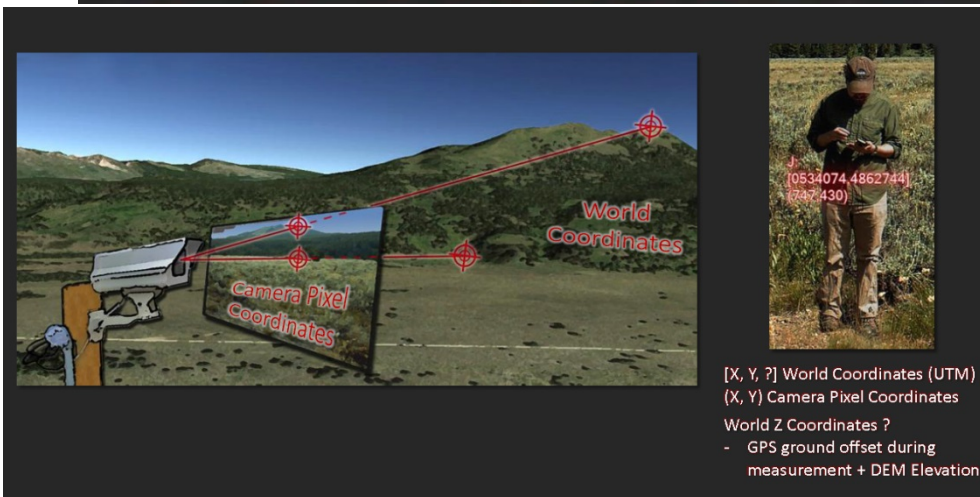 World
Coordinates
Camera Pixel
Coordinates
J:
[0534074,4862744]
(747,430)
[X, Y, ?] World Coordinates (UTM)
(X, Y) Camera Pixel Coordinates
World Z Coordinates ?
- GPS ground offset during
measurement + DEM Elevation